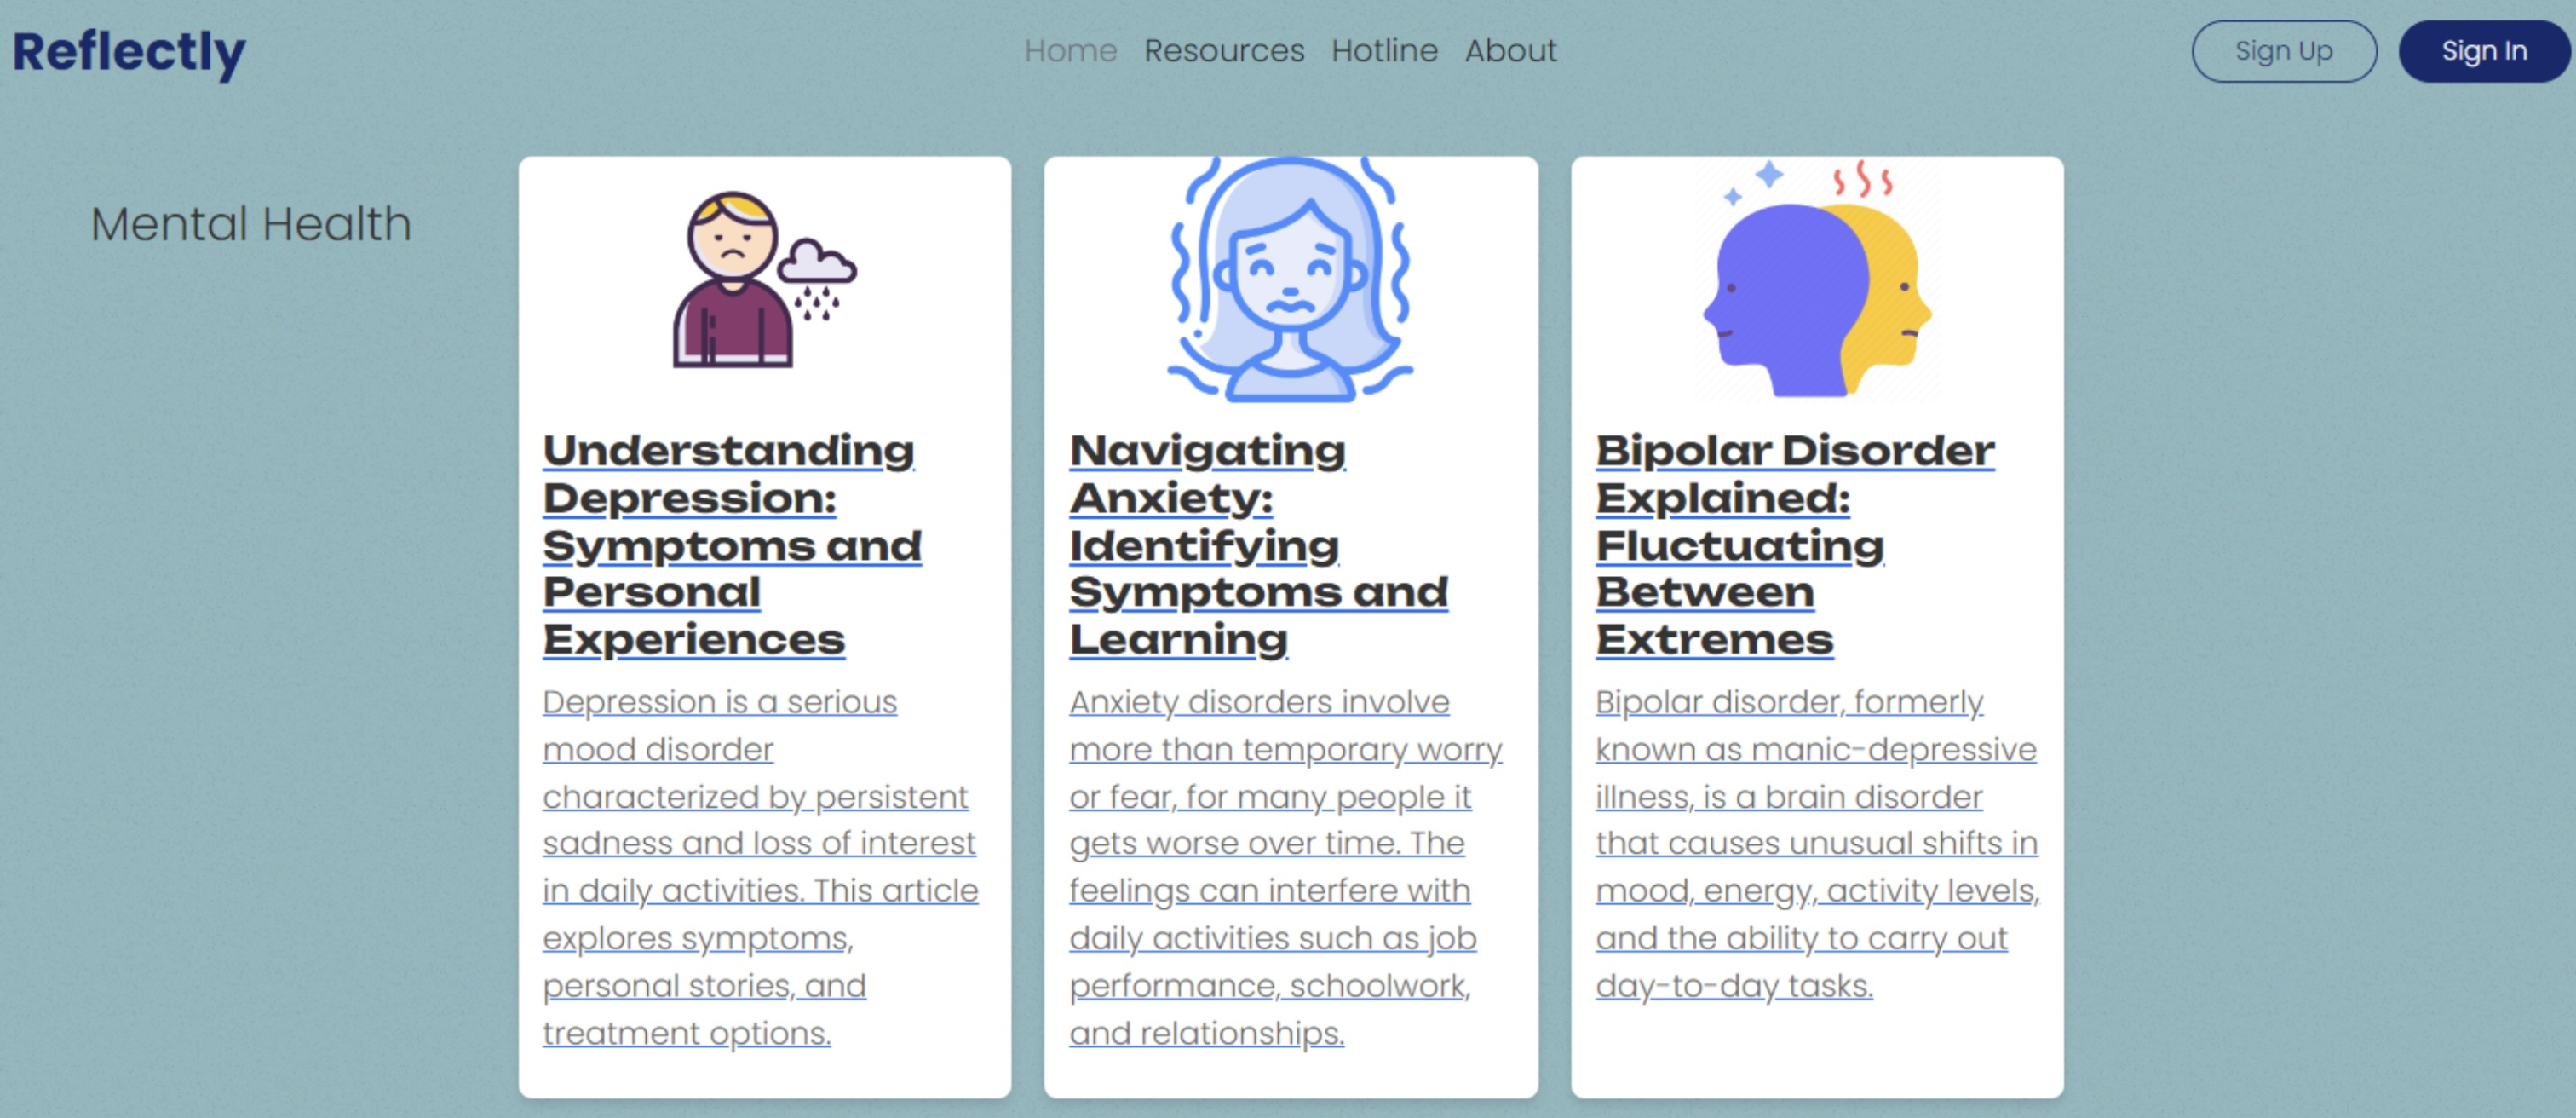 Reflectly
Home Resources Hotline About
Sign Up
Sign In
Mental Health
Understanding
Depression:
Symptoms and
Personal
Experiences
Depression is a serious
mood disorder
characterized by persistent
sadness and loss of interest
in daily activities. This article
explores symptoms,
personal stories, and
treatment options.
Navigating
Anxiety:
Identifying
Symptoms and
Learning
Anxiety disorders involve
more than temporary worry
or fear, for many people it
gets worse over time. The
feelings can interfere with
daily activities such as job
performance, schoolwork,
and relationships.
Bipolar Disorder
Explained:
Fluctuating
Between
Extremes
Bipolar disorder, formerly
known as manic-depressive
illness, is a brain disorder
that causes unusual shifts in
mood, energy, activity levels,
and the ability to carry out
day-to-day tasks.